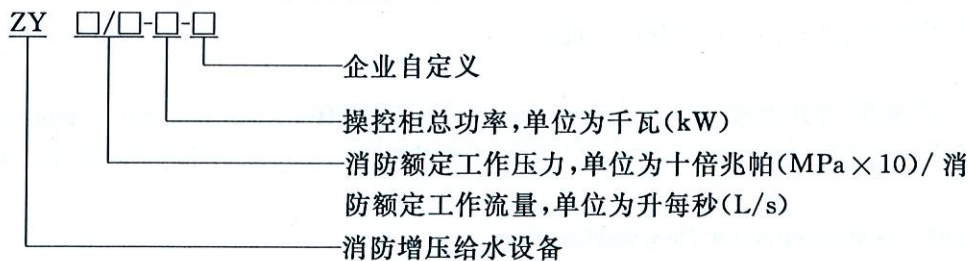 ZY □/□-□-□
企业自定义
操控柜总功率,单位为千瓦(kW)
消防额定工作压力,单位为十倍兆帕(MPa×10)/消
防额定工作流量,单位为升每秒(L/s)
消防增压给水设备